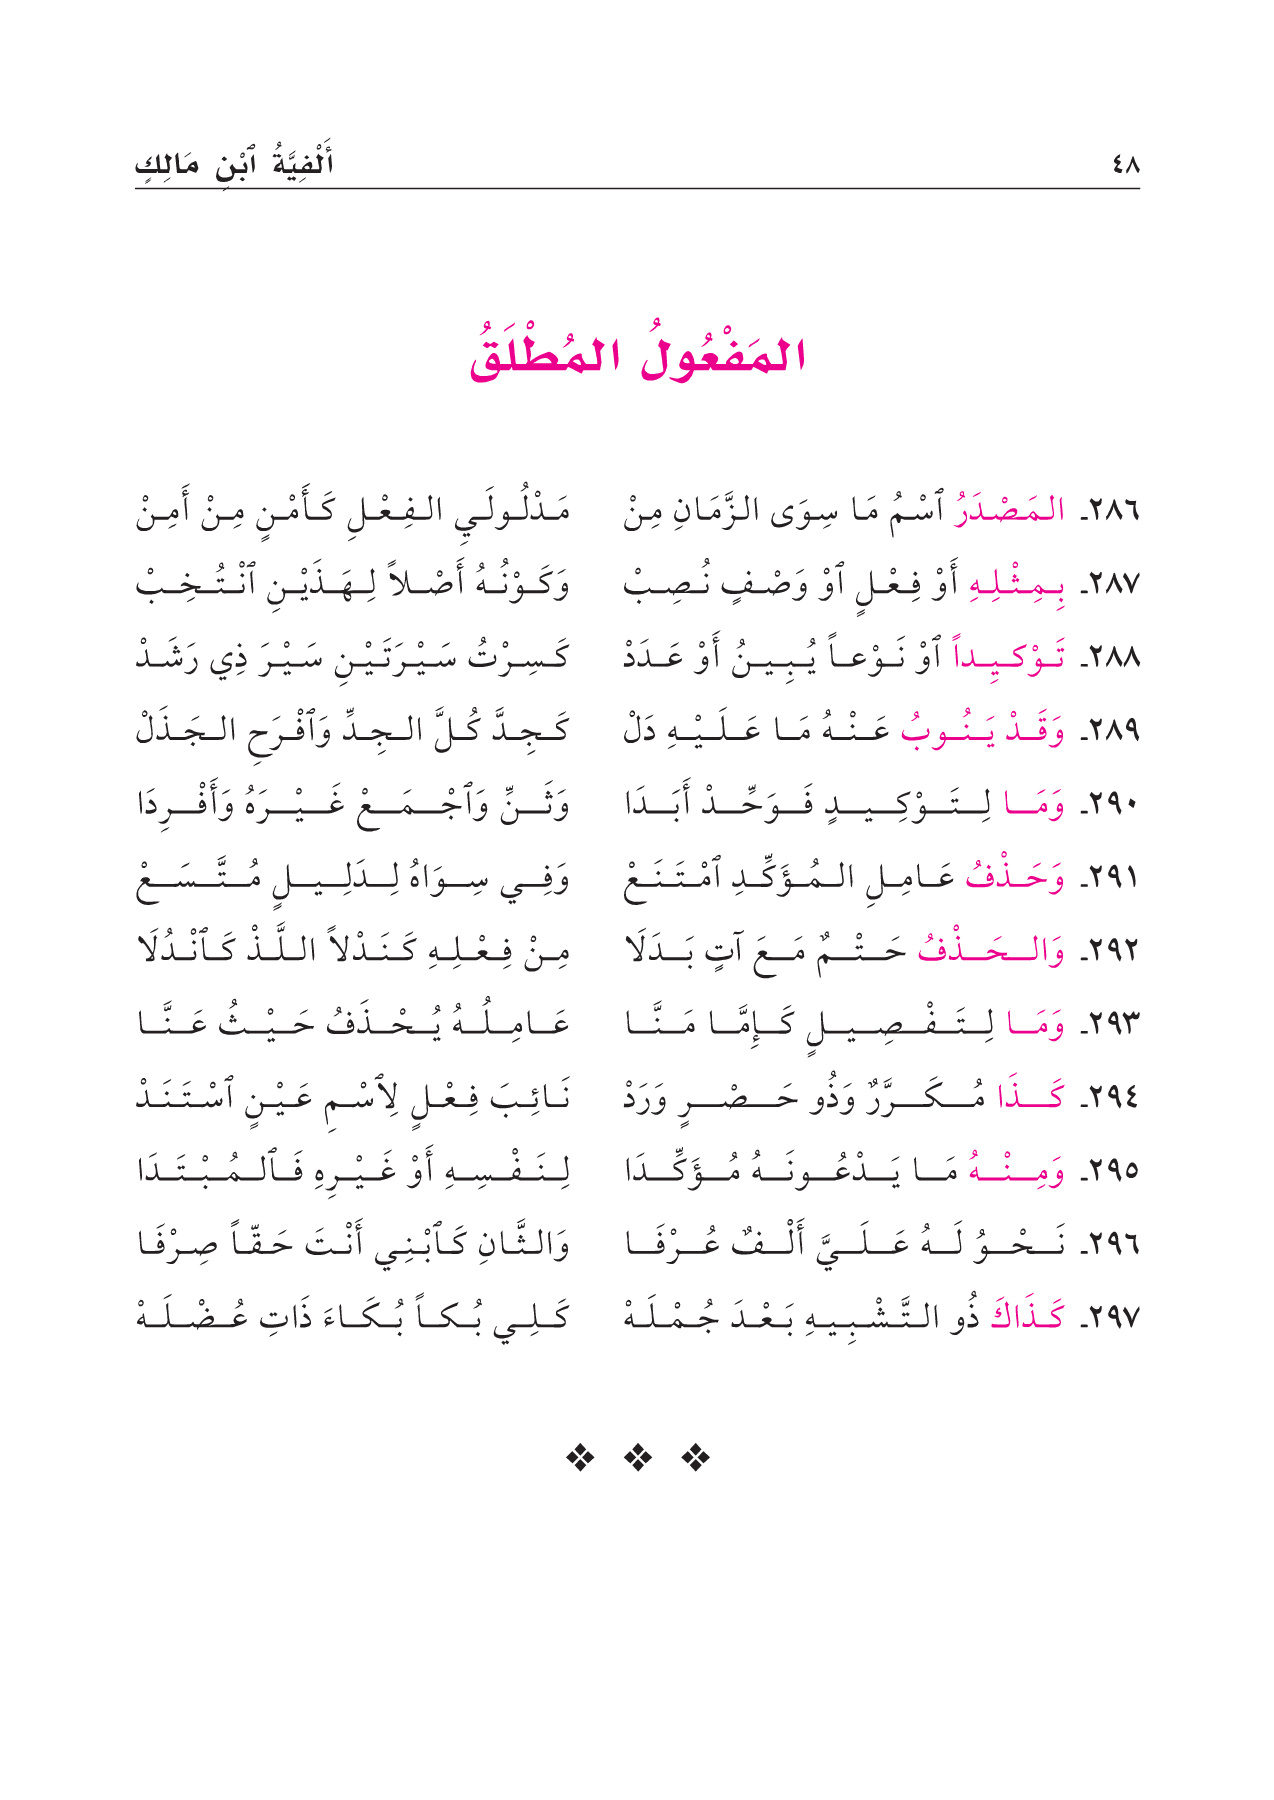 ٤٨ أَلْفِيَّةُ ٱبْنِ مَالِكٍ
المَفْعُولُ المُطْلَقُ
٢٨٦ـ المَصْدَرُ ٱسْمُ مَا سِوَى الزَّمَانِ مِنْ مَدْلُولَيِ الفِعْلِ كَأَمْنٍ مِنْ أَمِنْ
٢٨٧ـ بِمِثْلِهِ أَوْ فِعْلٍ ٱوْ وَصْفٍ نُصِبْ وَكَوْنُهُ أَصْلاً لِهَذَيْنِ ٱنْتُخِبْ
٢٨٨ـ تَوْكِيداً ٱوْ نَوْعاً يُبِينُ أَوْ عَدَدْ كَسِرْتُ سَيْرَتَيْنِ سَيْرَ ذِي رَشَدْ
٢٨٩ـ وَقَدْ يَنُوبُ عَنْهُ مَا عَلَيْهِ دَلْ كَجِدَّ كُلَّ الجِدِّ وَٱفْرَحِ الجَذَلْ
٢٩٠ـ وَمَا لِتَوْكِيدٍ فَوَحِّدْ أَبَدَا وَثَنِّ وَٱجْمَعْ غَيْرَهُ وَأَفْرِدَا
٢٩١ـ وَحَذْفُ عَامِلِ المُؤَكِّدِ ٱمْتَنَعْ وَفِي سِوَاهُ لِدَلِيلٍ مُتَّسَعْ
٢٩٢ـ وَالحَذْفُ حَتْمٌ مَعَ آتٍ بَدَلَا مِنْ فِعْلِهِ كَنَدْلاً اللَّذْ كَٱنْدُلَا
٢٩٣ـ وَمَا لِتَفْصِيلٍ كَإِمَّا مَنَّا عَامِلُهُ يُحْذَفُ حَيْثُ عَنَّا
٢٩٤ـ كَذَا مُكَرَّرٌ وَذُو حَصْرٍ وَرَدْ نَائِبَ فِعْلٍ لِٱسْمِ عَيْنٍ ٱسْتَنَدْ
٢٩٥ـ وَمِنْهُ مَا يَدْعُونَهُ مُؤَكِّدَا لِنَفْسِهِ أَوْ غَيْرِهِ فَٱلمُبْتَدَا
٢٩٦ـ نَحْوُ لَهُ عَلَيَّ أَلْفٌ عُرْفَا وَالثَّانِ كَٱبْنِي أَنْتَ حَقّاً صِرْفَا
٢٩٧ـ كَذَاكَ ذُو التَّشْبِيهِ بَعْدَ جُمْلَهْ كَلِي بُكاً بُكَاءَ ذَاتِ عُضْلَهْ